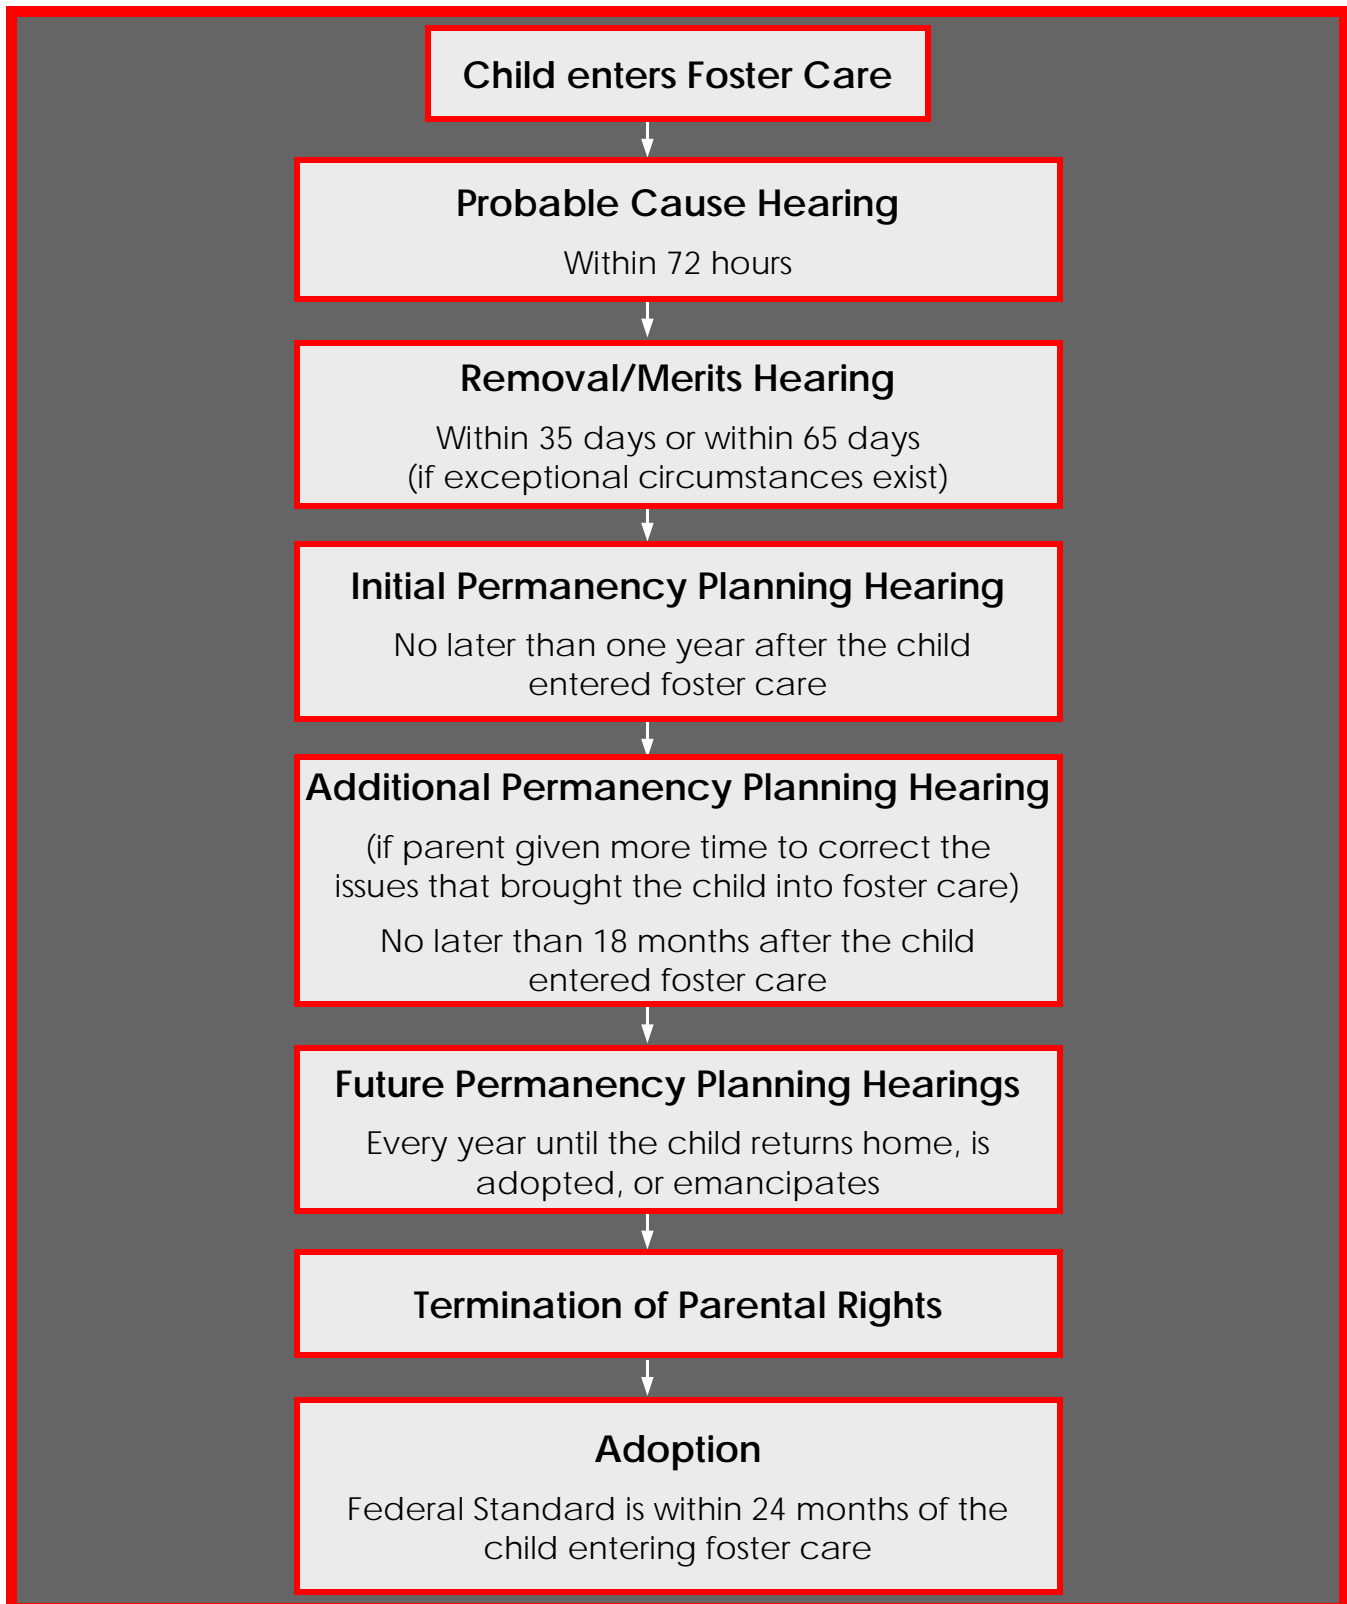 Child enters Foster Care
Probable Cause Hearing
Within 72 hours
Removal/Merits Hearing
Within 35 days or within 65 days
(if exceptional circumstances exist)
Initial Permanency Planning Hearing
No later than one year after the child
entered foster care
Additional Permanency Planning Hearing
(if parent given more time to correct the
issues that brought the child into foster care)
No later than 18 months after the child
entered foster care
Future Permanency Planning Hearings
Every year until the child returns home, is
adopted, or emancipates
Termination of Parental Rights
Adoption
Federal Standard is within 24 months of the
child entering foster care